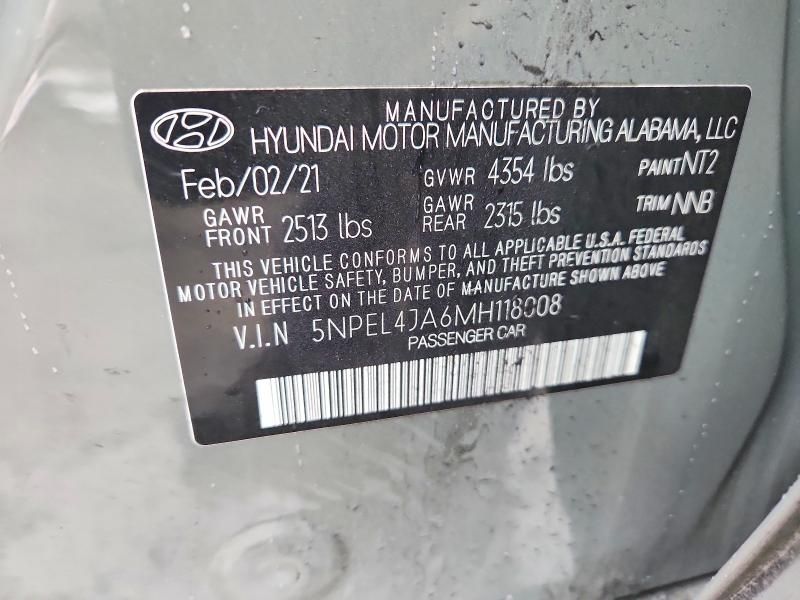 MANUFACTURED BY
HYUNDAI MOTOR MANUFACTURING ALABAMA, LLC
Feb/02/21 GVWR 4354 lbs PAINT NT2
GAWR FRONT 2513 lbs GAWR REAR 2315 lbs TRIM NNB
THIS VEHICLE CONFORMS TO ALL APPLICABLE U.S.A. FEDERAL
MOTOR VEHICLE SAFETY, BUMPER, AND THEFT PREVENTION STANDARDS
IN EFFECT ON THE DATE OF MANUFACTURE SHOWN ABOVE
V.I.N 5NPEL4JA6MH118008
PASSENGER CAR